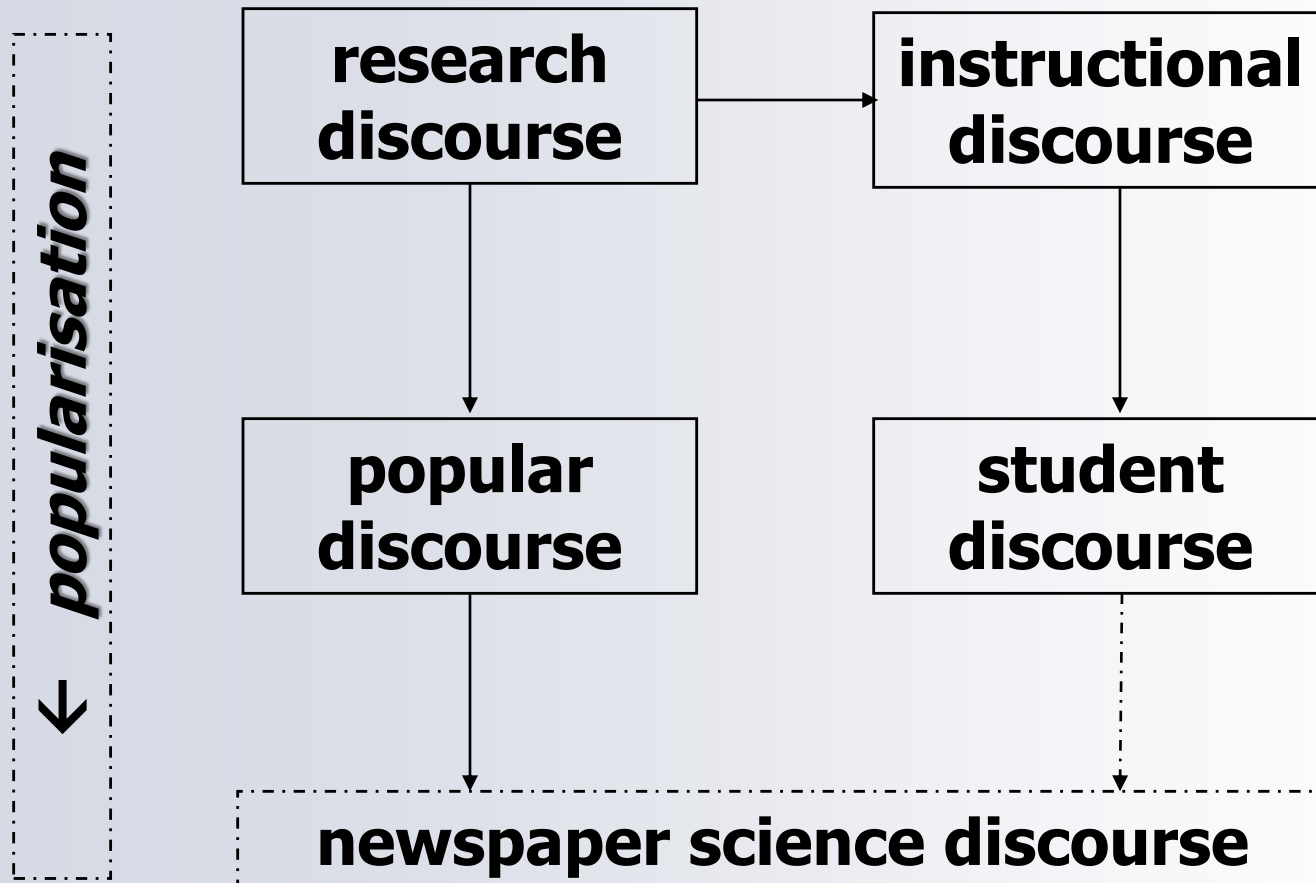 research
discourse
instructional
discourse
← popularisation
popular
discourse
student
discourse
newspaper science discourse